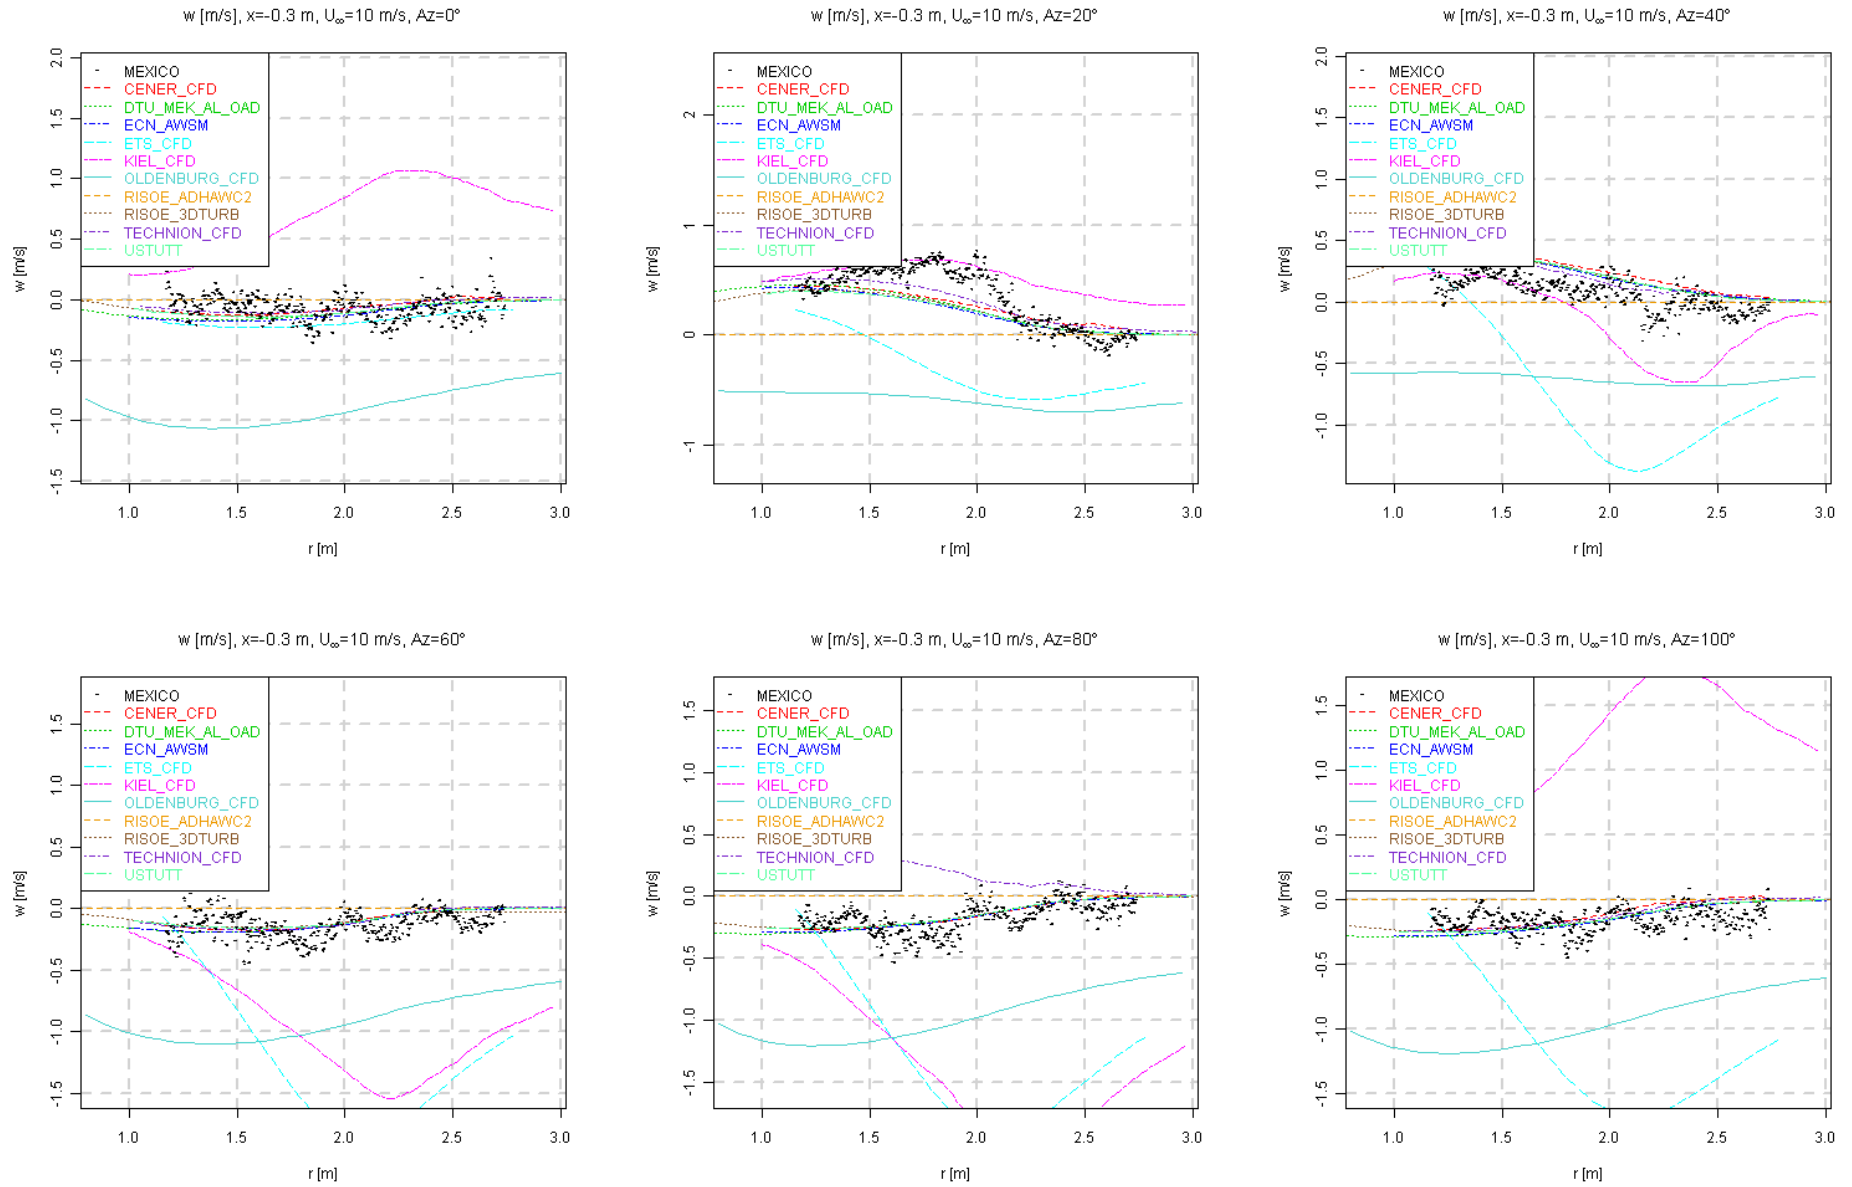 w [m/s], x=-0.3 m, U∞=10 m/s, Az=0°
2.0
1.5
1.0
0.5
0.0
-0.5
-1.0
-1.5
w [m/s]
MEXICO
CENER_CFD
DTU_MEK_AL_OAD
ECN_AWSM
ETS_CFD
KIEL_CFD
OLDENBURG_CFD
RISOE_ADHAWC2
RISOE_3DTURB
TECHNION_CFD
USTUTT
1.0 1.5 2.0 2.5 3.0
r [m]
w [m/s], x=-0.3 m, U∞=10 m/s, Az=20°
2
1
0
-1
w [m/s]
MEXICO
CENER_CFD
DTU_MEK_AL_OAD
ECN_AWSM
ETS_CFD
KIEL_CFD
OLDENBURG_CFD
RISOE_ADHAWC2
RISOE_3DTURB
TECHNION_CFD
USTUTT
1.0 1.5 2.0 2.5 3.0
r [m]
w [m/s], x=-0.3 m, U∞=10 m/s, Az=40°
2.0
1.5
1.0
0.5
0.0
-0.5
-1.0
w [m/s]
MEXICO
CENER_CFD
DTU_MEK_AL_OAD
ECN_AWSM
ETS_CFD
KIEL_CFD
OLDENBURG_CFD
RISOE_ADHAWC2
RISOE_3DTURB
TECHNION_CFD
USTUTT
1.0 1.5 2.0 2.5 3.0
r [m]
w [m/s], x=-0.3 m, U∞=10 m/s, Az=60°
1.5
1.0
0.5
0.0
-0.5
-1.0
-1.5
w [m/s]
MEXICO
CENER_CFD
DTU_MEK_AL_OAD
ECN_AWSM
ETS_CFD
KIEL_CFD
OLDENBURG_CFD
RISOE_ADHAWC2
RISOE_3DTURB
TECHNION_CFD
USTUTT
1.0 1.5 2.0 2.5 3.0
r [m]
w [m/s], x=-0.3 m, U∞=10 m/s, Az=80°
1.5
1.0
0.5
0.0
-0.5
-1.0
-1.5
w [m/s]
MEXICO
CENER_CFD
DTU_MEK_AL_OAD
ECN_AWSM
ETS_CFD
KIEL_CFD
OLDENBURG_CFD
RISOE_ADHAWC2
RISOE_3DTURB
TECHNION_CFD
USTUTT
1.0 1.5 2.0 2.5 3.0
r [m]
w [m/s], x=-0.3 m, U∞=10 m/s, Az=100°
1.5
1.0
0.5
0.0
-0.5
-1.0
-1.5
w [m/s]
MEXICO
CENER_CFD
DTU_MEK_AL_OAD
ECN_AWSM
ETS_CFD
KIEL_CFD
OLDENBURG_CFD
RISOE_ADHAWC2
RISOE_3DTURB
TECHNION_CFD
USTUTT
1.0 1.5 2.0 2.5 3.0
r [m]